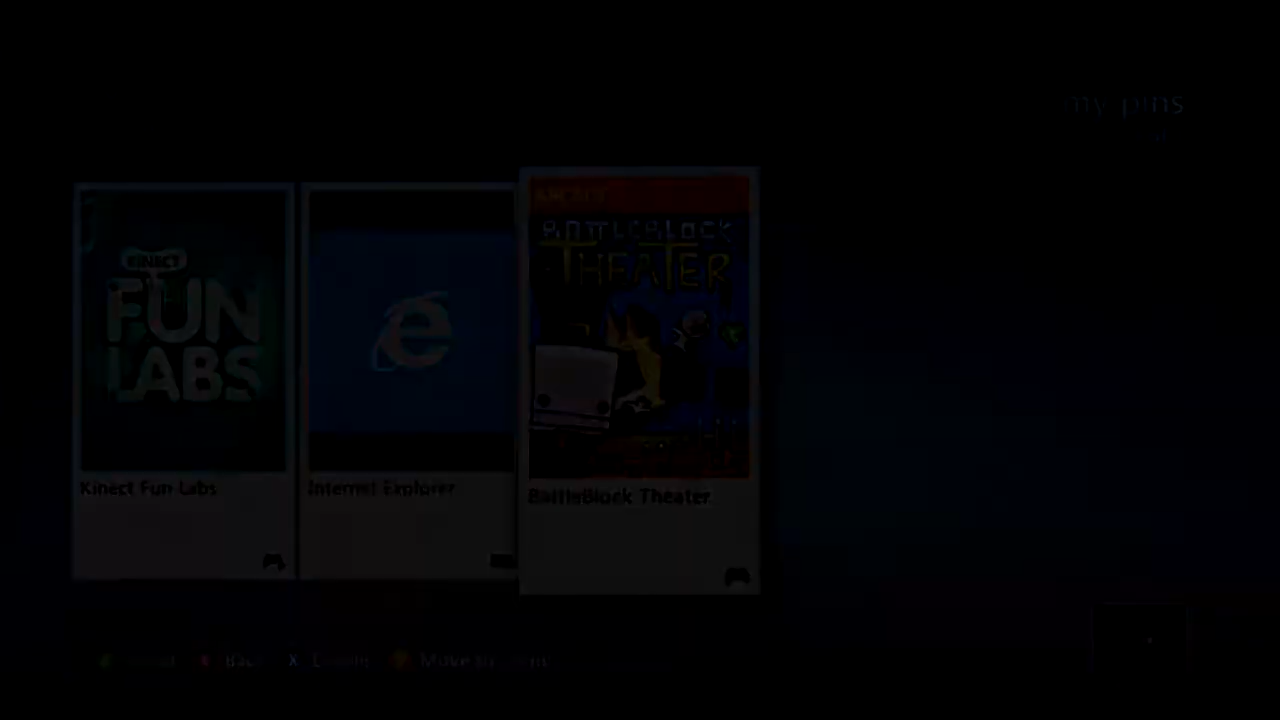 my pins
ARCADE
BATTLEBLOCK
THEATER
KINECT
FUN
LABS
Kinect Fun Labs
Internet Explorer
BattleBlock Theater
Back
X